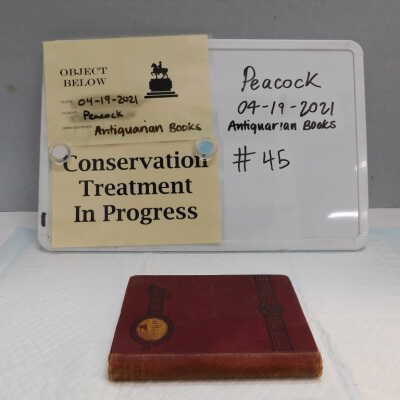 OBJECT
BELOW
04-19-2021
Peacock
Antiquarian Books
Conservation
Treatment
In Progress
Peacock
04-19-2021
Antiquarian Books
#45